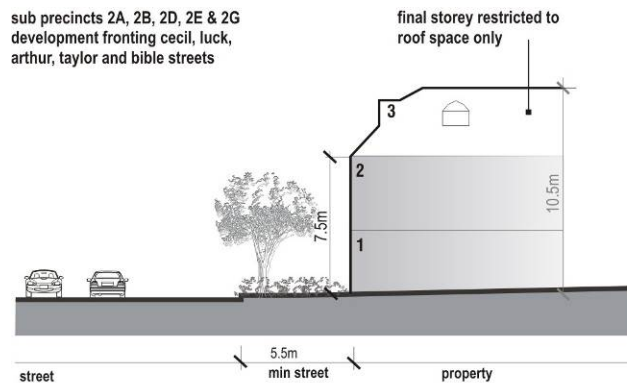 sub precincts 2A, 2B, 2D, 2E & 2G
development fronting cecil, luck,
arthur, taylor and bible streets
final storey restricted to
roof space only
3
2
7.5m
10.5m
1
5.5m
street
min street
property